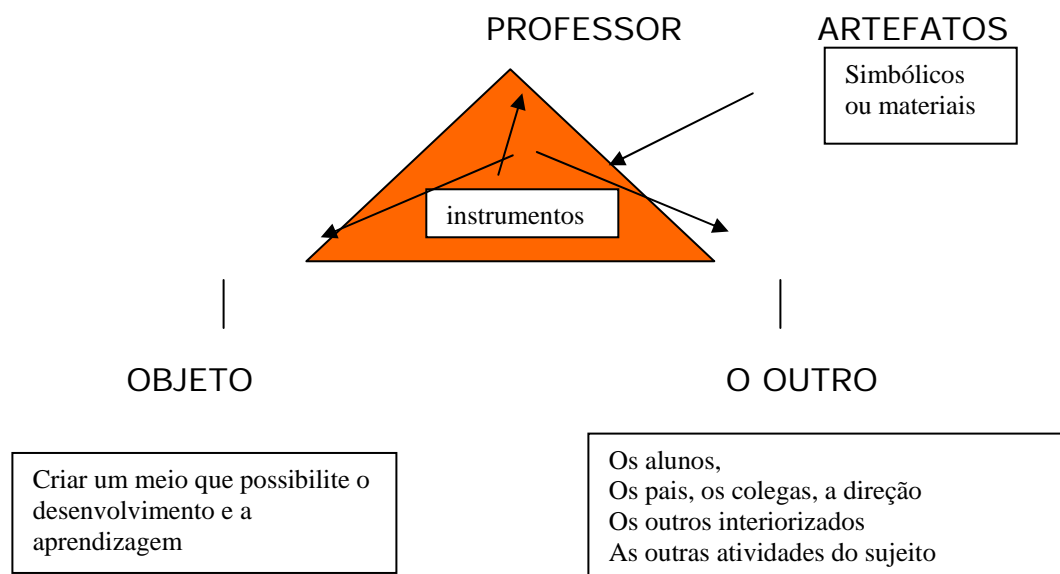 PROFESSOR
ARTEFATOS
Simbólicos
ou materiais
instrumentos
OBJETO
O OUTRO
Criar um meio que possibilite o
desenvolvimento e a
aprendizagem
Os alunos,
Os pais, os colegas, a direção
Os outros interiorizados
As outras atividades do sujeito